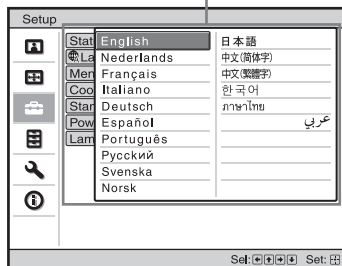 Setup
Stat
La
Men
Coo
Star
Pow
Lam
English
Nederlands
Français
Italiano
Deutsch
Español
Português
Русский
Svenska
Norsk
日本語
中文(简体字)
中文(繁體字)
한국어
ภาษาไทย
عربي
Sel: Set: